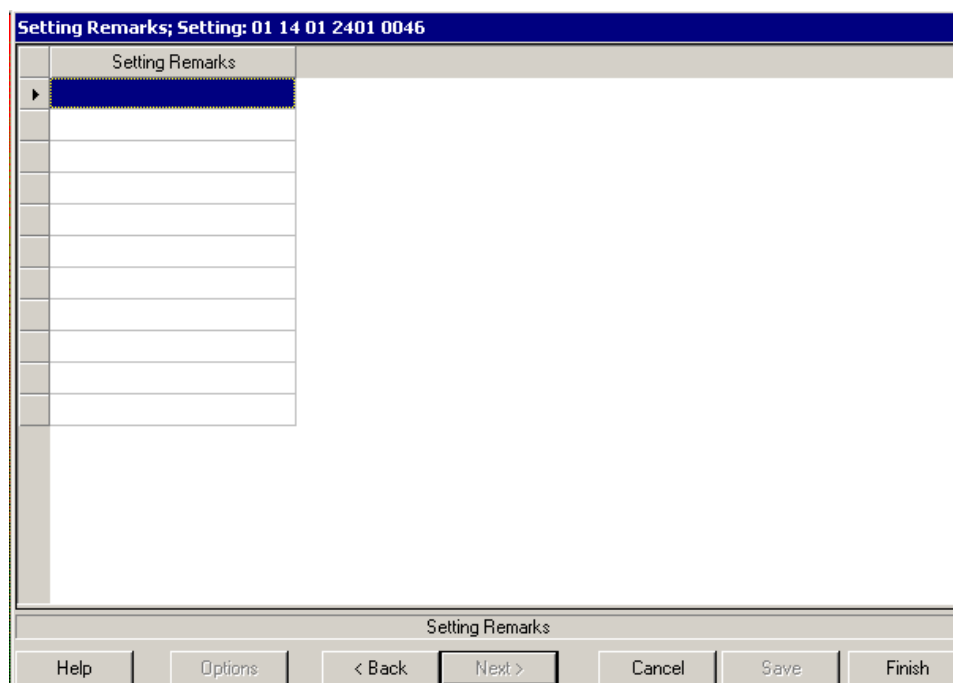 Setting Remarks; Setting: 01 14 01 2401 0046
Setting Remarks
Setting Remarks
Help Options < Back Next > Cancel Save Finish